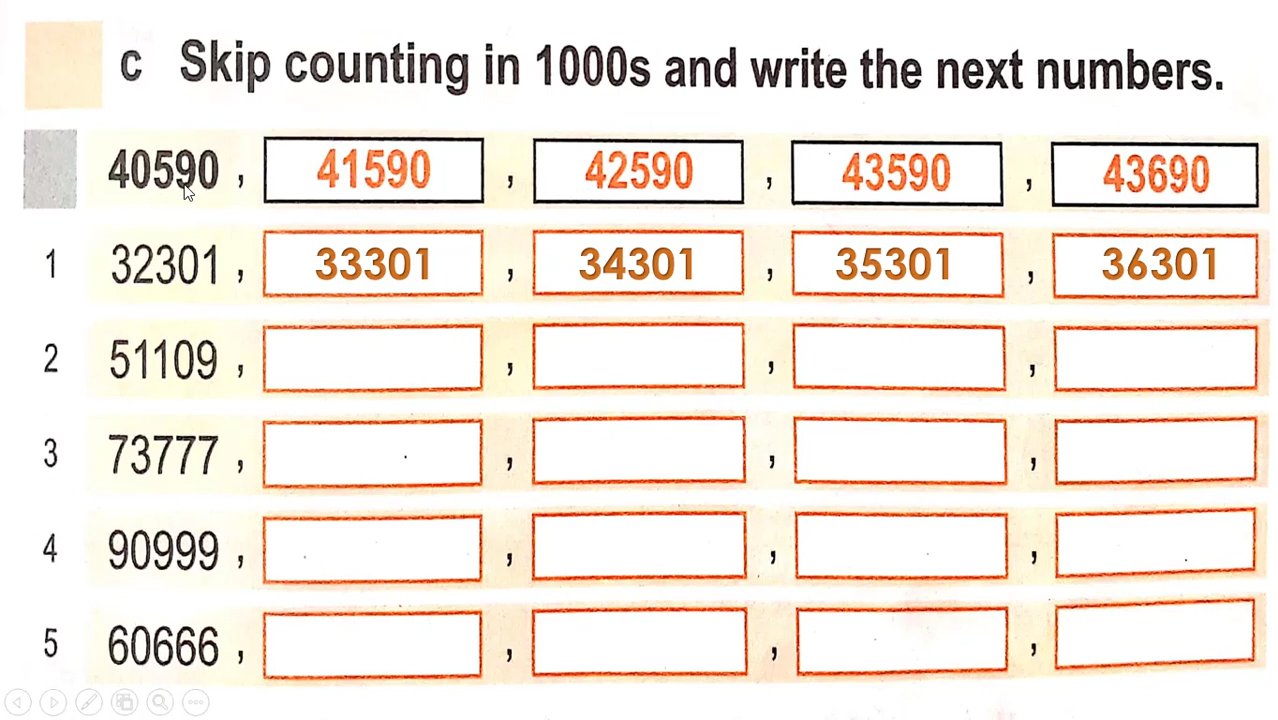 c Skip counting in 1000s and write the next numbers.
40590 , 41590 , 42590 , 43590 , 43690
1 32301 , 33301 , 34301 , 35301 , 36301
2 51109 , , , ,
3 73777 , , , ,
4 90999 , , , ,
5 60666 , , , ,